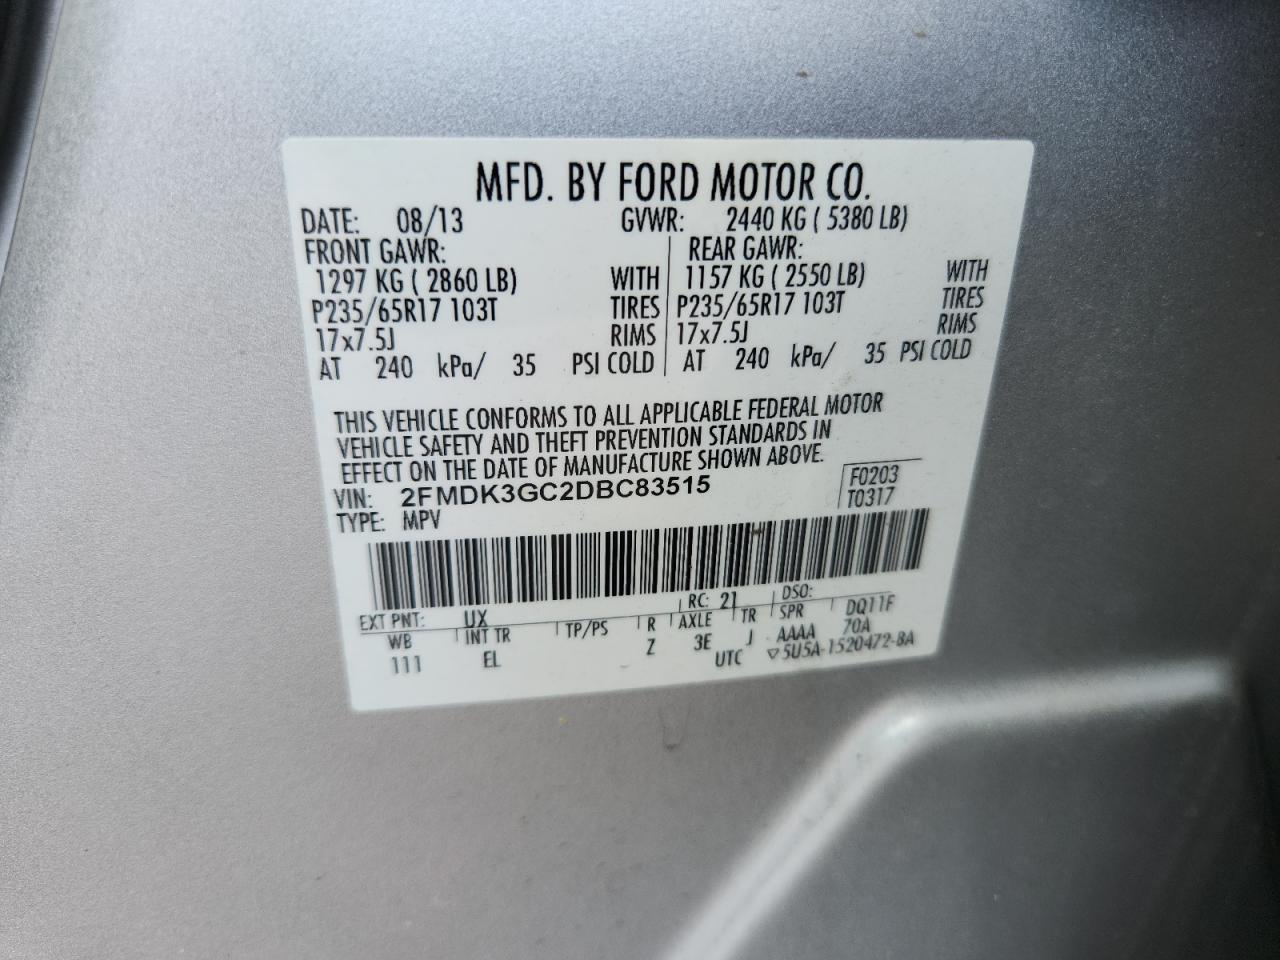 MFD. BY FORD MOTOR CO.
DATE: 08/13 GVWR: 2440 KG ( 5380 LB)
FRONT GAWR: REAR GAWR:
1297 KG ( 2860 LB) WITH 1157 KG ( 2550 LB) WITH
P235/65R17 103T TIRES P235/65R17 103T TIRES
17x7.5J RIMS 17x7.5J RIMS
AT 240 kPa/ 35 PSI COLD AT 240 kPa/ 35 PSI COLD
THIS VEHICLE CONFORMS TO ALL APPLICABLE FEDERAL MOTOR
VEHICLE SAFETY AND THEFT PREVENTION STANDARDS IN
EFFECT ON THE DATE OF MANUFACTURE SHOWN ABOVE.
VIN: 2FMDK3GC2DBC83515 F0203
TYPE: MPV T0317
EXT PNT: UX RC: 21 DSO:
WB INT TR TP/PS R AXLE TR SPR DQ11F
111 EL Z 3E J AAAA 70A
UTC ▽5U5A-1520472-BA